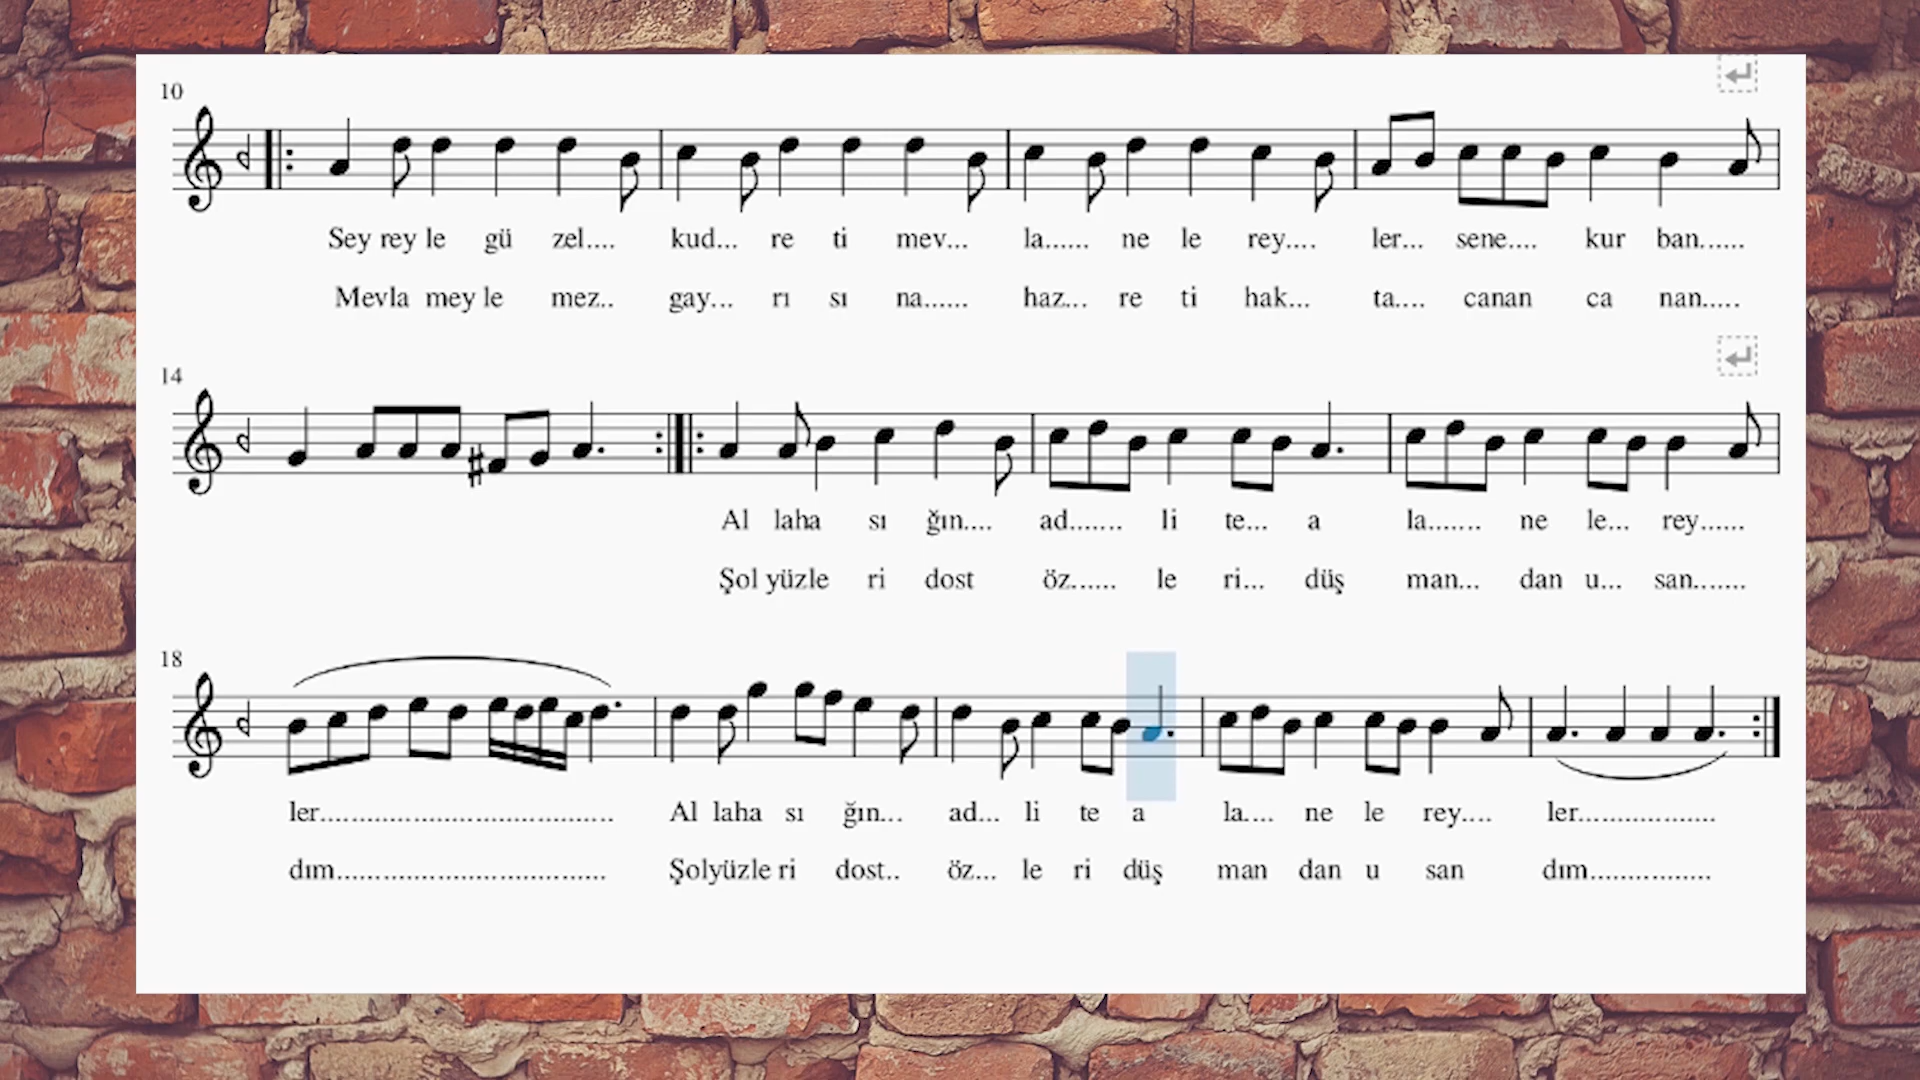 10
Sey rey le gü zel.... kud... re ti mev... la...... ne le rey.... ler... sene.... kur ban......
Mevla mey le mez.. gay... rı sı na...... haz... re ti hak... ta.... canan ca nan.....
14
Al laha sı ğın.... ad....... li te... a la....... ne le... rey......
Şol yüzle ri dost öz...... le ri... düş man... dan u... san.......
18
ler...................................... Al laha sı ğın... ad... li te a la.... ne le rey.... ler..................
dım................................... Şolyüzle ri dost.. öz... le ri düş man dan u san dım................